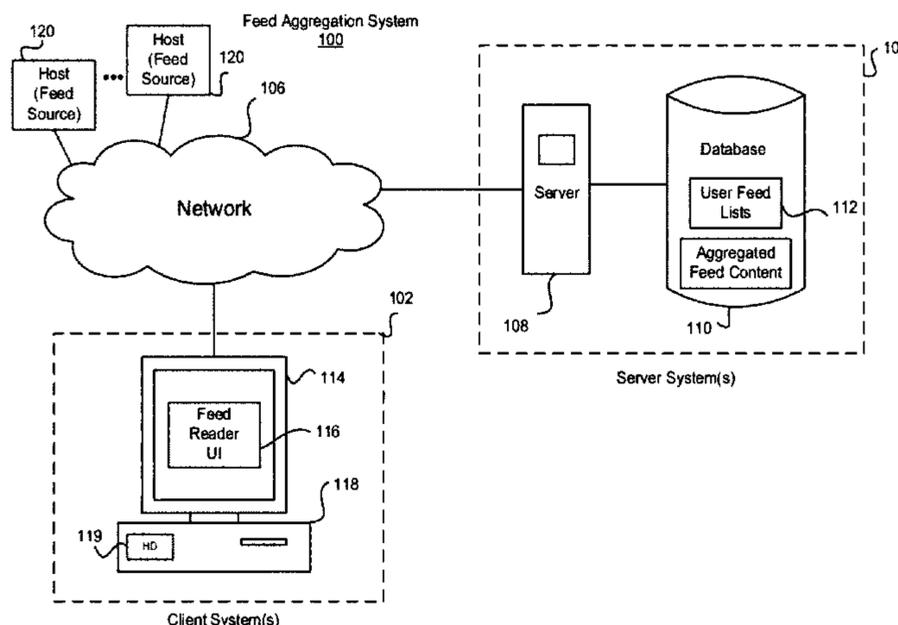 Feed Aggregation System
100
120
Host
(Feed
Source)
Host
(Feed
Source)
120
106
Network
10
Server
108
Database
User Feed
Lists
112
Aggregated
Feed Content
110
Server System(s)
102
114
Feed
Reader
UI
116
118
119
HD
Client System(s)